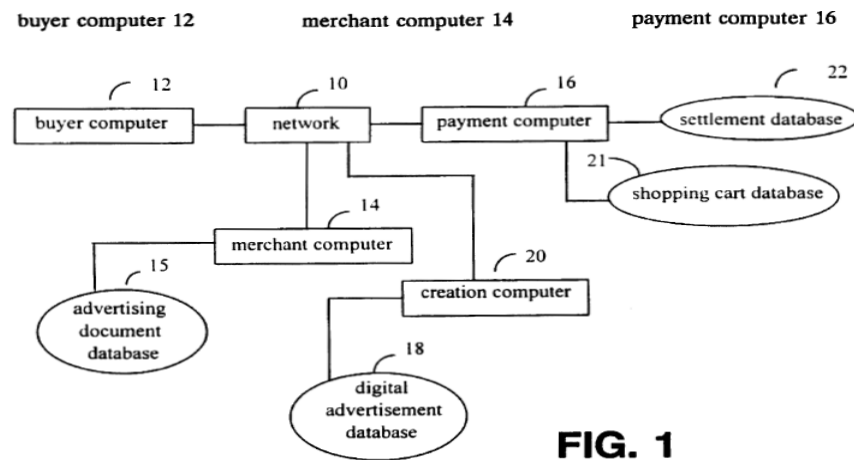 buyer computer 12 merchant computer 14 payment computer 16
12 10 16 22
buyer computer network payment computer settlement database
21
shopping cart database
14
merchant computer
15
20
creation computer
advertising
document
database
18
digital
advertisement
database
FIG. 1